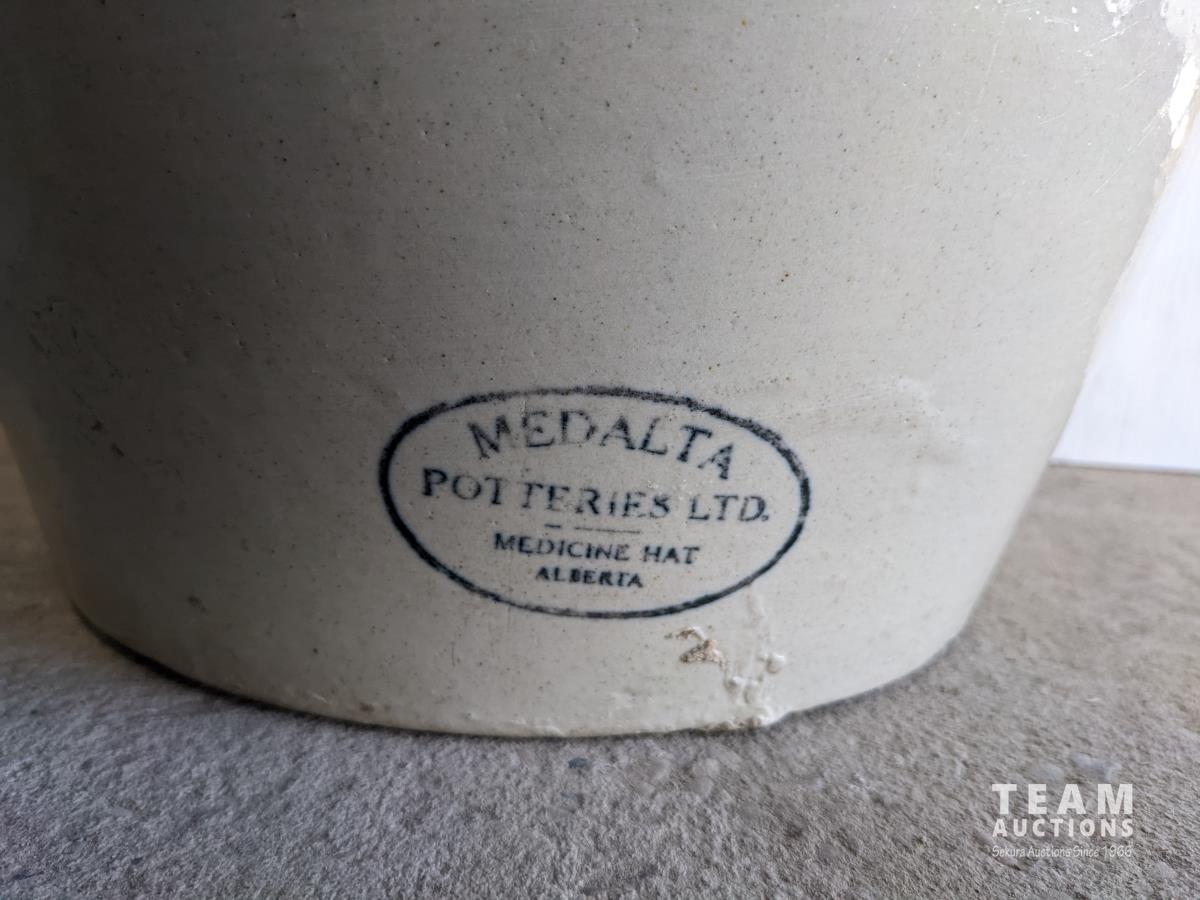 MEDALTA
POTTERIES LTD.
MEDICINE HAT
ALBERTA
TEAM
AUCTIONS
Sekura Auctions Since 1966